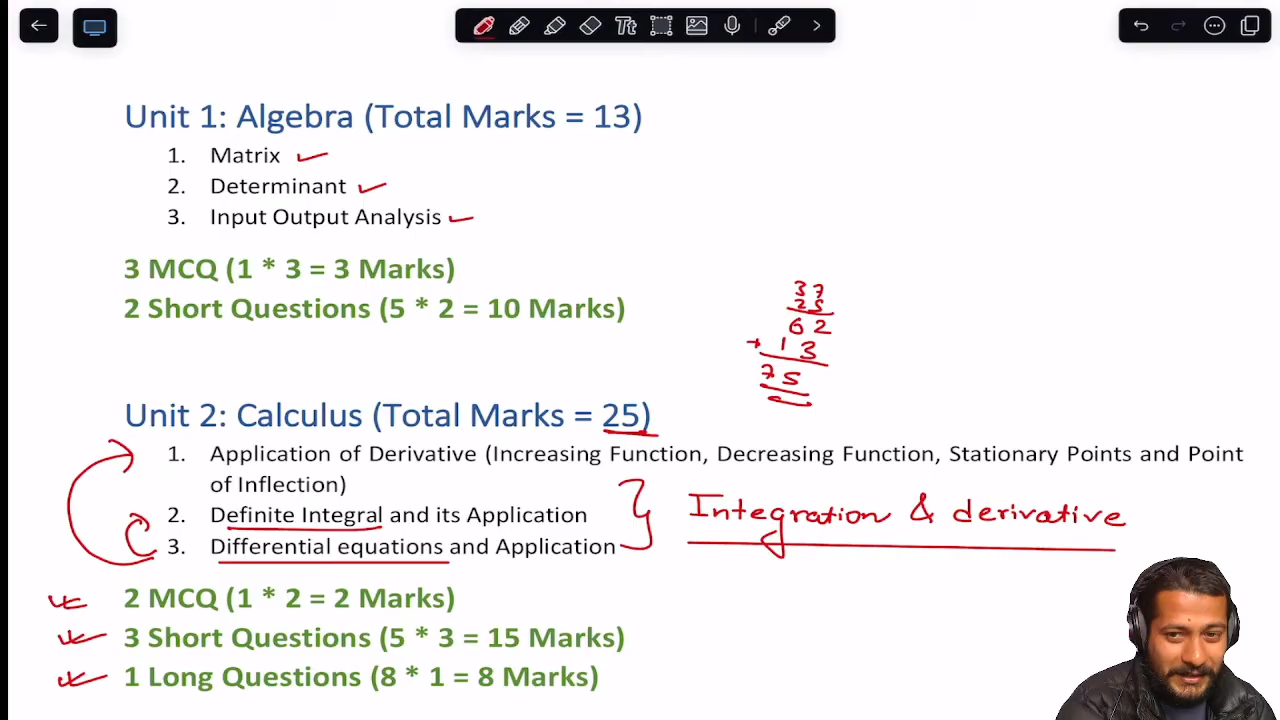 Tt
Unit 1: Algebra (Total Marks = 13)
1. Matrix
2. Determinant
3. Input Output Analysis
3 MCQ (1 * 3 = 3 Marks)
2 Short Questions (5 * 2 = 10 Marks)
37
25
62
+ 13
75
Unit 2: Calculus (Total Marks = 25)
1. Application of Derivative (Increasing Function, Decreasing Function, Stationary Points and Point
of Inflection)
2. Definite Integral and its Application
3. Differential equations and Application
Integration & derivative
2 MCQ (1 * 2 = 2 Marks)
3 Short Questions (5 * 3 = 15 Marks)
1 Long Questions (8 * 1 = 8 Marks)